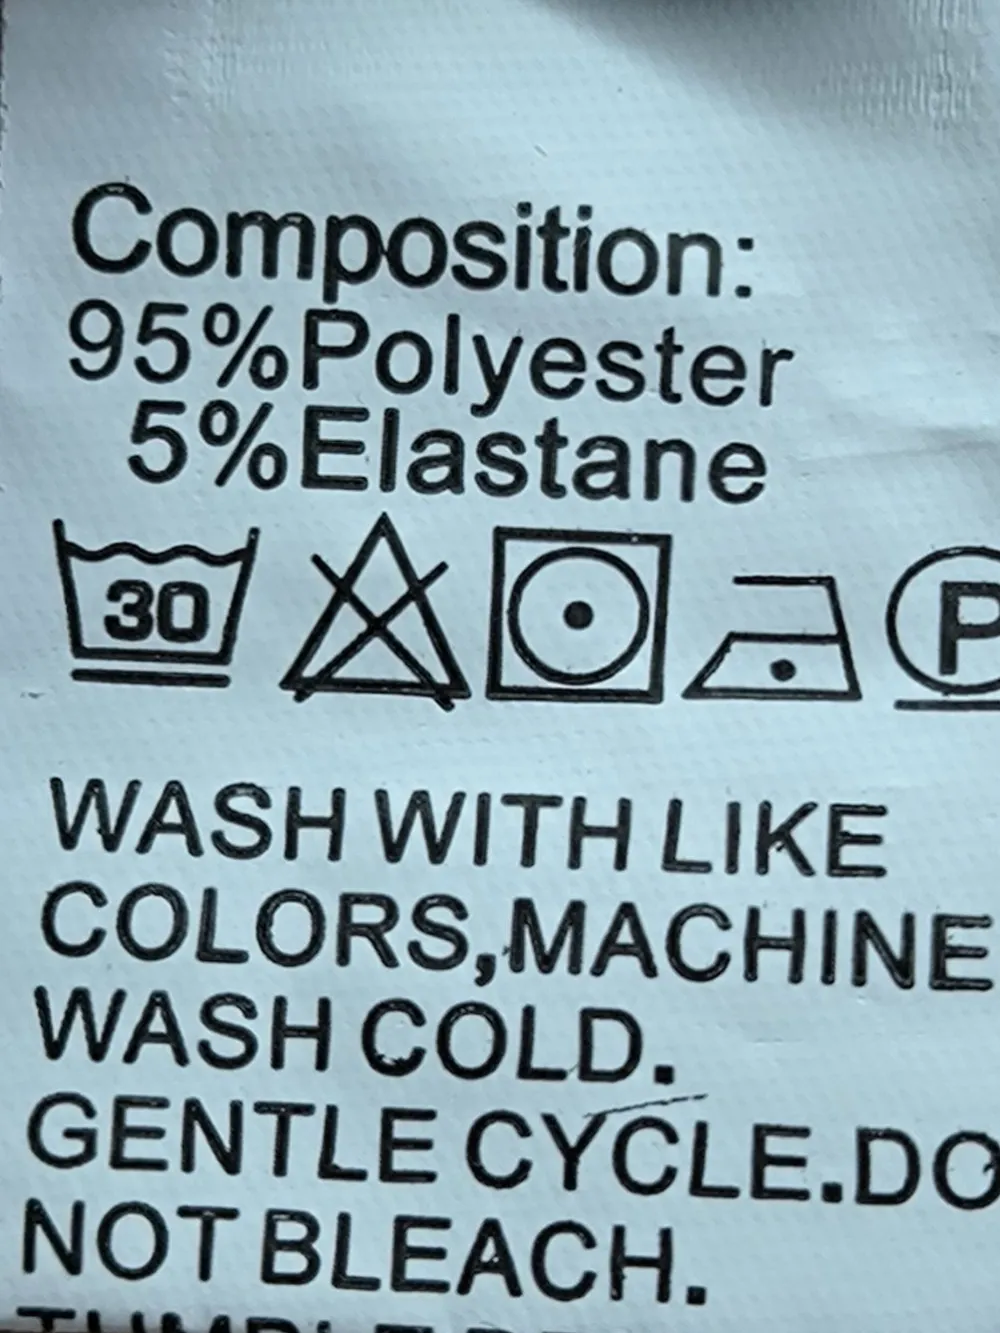 Composition:
95%Polyester
5%Elastane
30 P
WASH WITH LIKE
COLORS,MACHINE
WASH COLD.
GENTLE CYCLE.DO
NOT BLEACH.